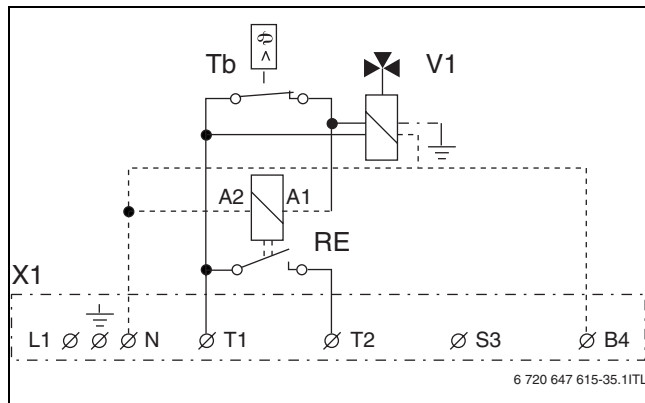 ϑ <
Tb
V1
A2 A1
RE
X1
L1 N T1 T2 S3 B4
6 720 647 615-35.1ITL